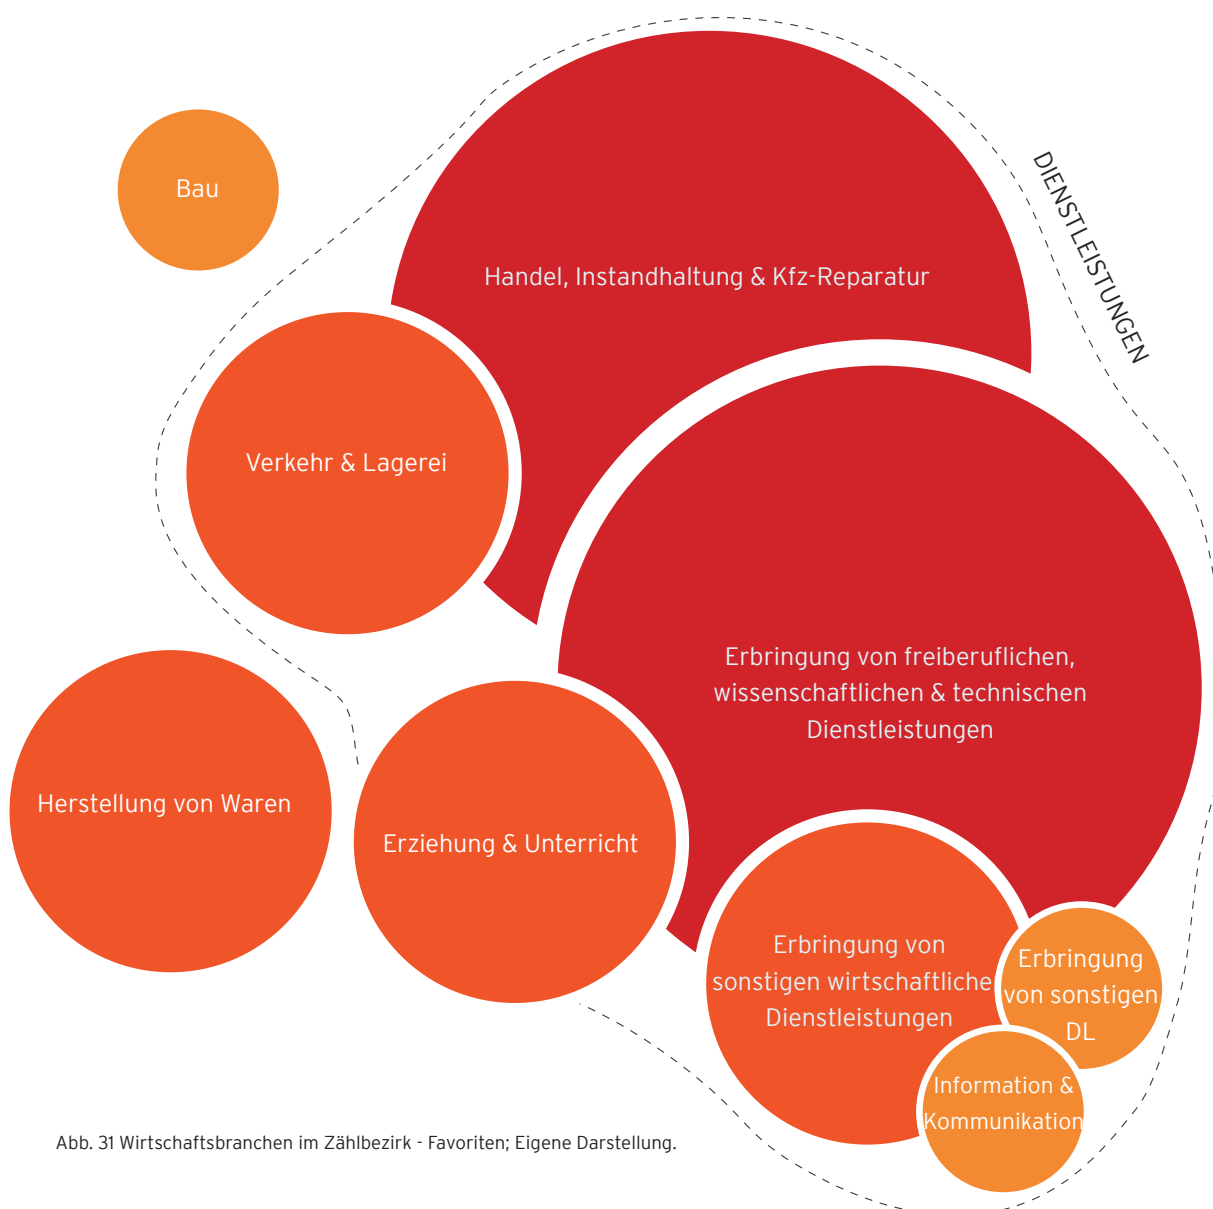 Bau
DIENSTLEISTUNGEN
Handel, Instandhaltung & Kfz-Reparatur
Verkehr & Lagerei
Erbringung von freiberuflichen,
wissenschaftlichen & technischen
Dienstleistungen
Herstellung von Waren
Erziehung & Unterricht
Erbringung von
sonstigen wirtschaftliche
Dienstleistungen
Erbringung
von sonstigen
DL
Information &
Kommunikation
Abb. 31 Wirtschaftsbranchen im Zählbezirk - Favoriten; Eigene Darstellung.